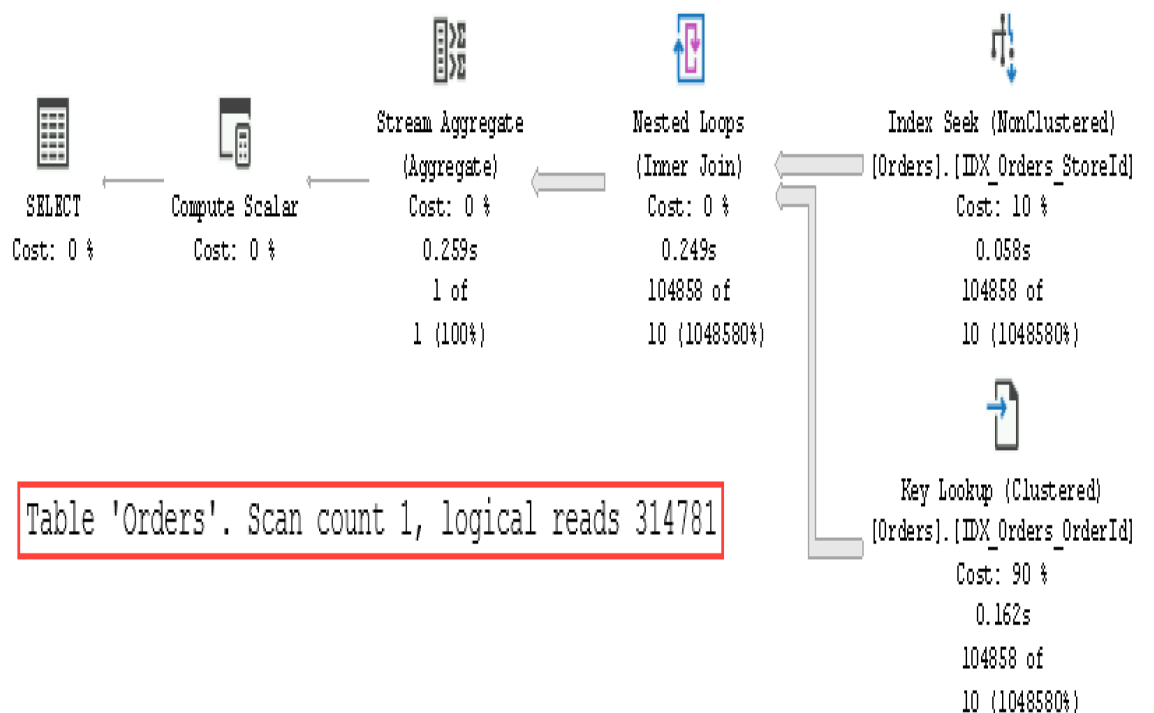 SELECT
Cost: 0 %
Compute Scalar
Cost: 0 %
Stream Aggregate
(Aggregate)
Cost: 0 %
0.259s
1 of
1 (100%)
Nested Loops
(Inner Join)
Cost: 0 %
0.249s
104858 of
10 (1048580%)
Index Seek (NonClustered)
[Orders].[IDX_Orders_StoreId]
Cost: 10 %
0.058s
104858 of
10 (1048580%)
Key Lookup (Clustered)
[Orders].[IDX_Orders_OrderId]
Cost: 90 %
0.162s
104858 of
10 (1048580%)
Table 'Orders'. Scan count 1, logical reads 314781